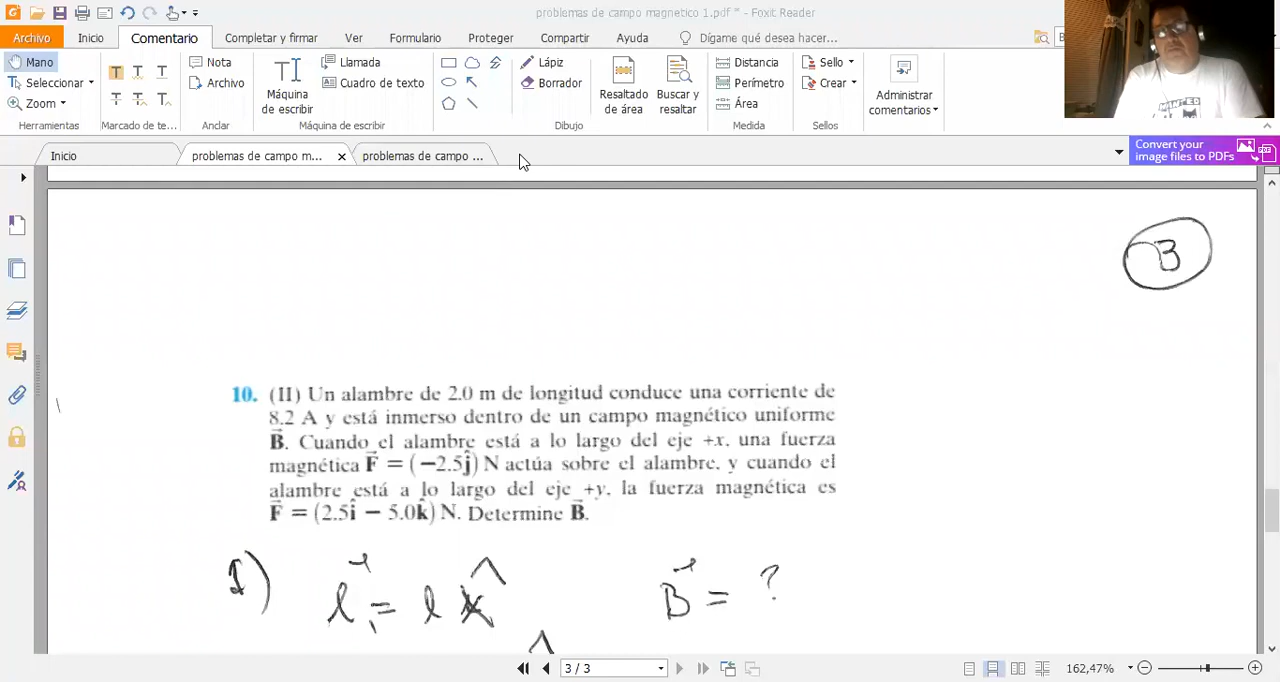 problemas de campo magnetico 1.pdf * - Foxit Reader
Archivo Inicio Comentario Completar y firmar Ver Formulario Proteger Compartir Ayuda Dígame qué desea hacer...
Mano
Seleccionar
Zoom
Herramientas
Marcado de te...
Nota
Archivo
Andar
Máquina de escribir
Llamada
Cuadro de texto
Máquina de escribir
Lápiz
Borrador
Dibujo
Resaltado de área
Buscar y resaltar
Distancia
Perímetro
Área
Medida
Sello
Crear
Sellos
Administrar comentarios
Inicio
problemas de campo m...
problemas de campo ...
Convert your
image files to PDFs
3
10. (II) Un alambre de 2.0 m de longitud conduce una corriente de
8.2 A y está inmerso dentro de un campo magnético uniforme
B⃗. Cuando el alambre está a lo largo del eje +x, una fuerza
magnética F⃗ = (−2.5ĵ) N actúa sobre el alambre, y cuando el
alambre está a lo largo del eje +y, la fuerza magnética es
F⃗ = (2.5î − 5.0k̂) N. Determine B⃗.
B⃗ = ?
3 / 3
162,47%